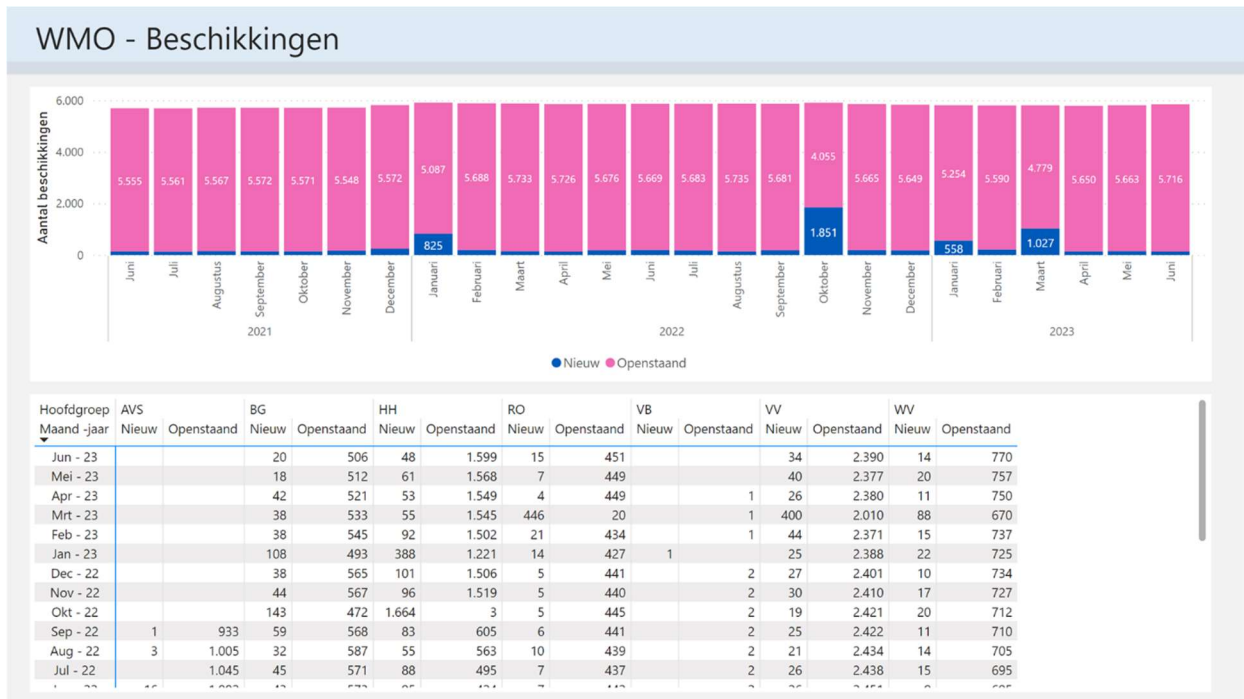 WMO - Beschikkingen
Aantal beschikkingen
6.000
4.000
2.000
0
5.555 5.561 5.567 5.572 5.571 5.548 5.572 5.087 5.688 5.733 5.726 5.676 5.669 5.683 5.735 5.681 4.055 5.665 5.649 5.254 5.590 4.779 5.650 5.663 5.716
825 1.851 558 1.027
Juni Juli Augustus September Oktober November December Januari Februari Maart April Mei Juni Juli Augustus September Oktober November December Januari Februari Maart April Mei Juni
2021 2022 2023
Nieuw Openstaand
Hoofdgroep AVS BG HH RO VB VV WV
Maand -jaar Nieuw Openstaand Nieuw Openstaand Nieuw Openstaand Nieuw Openstaand Nieuw Openstaand Nieuw Openstaand Nieuw Openstaand
Jun - 23 20 506 48 1.599 15 451 34 2.390 14 770
Mei - 23 18 512 61 1.568 7 449 40 2.377 20 757
Apr - 23 42 521 53 1.549 4 449 1 26 2.380 11 750
Mrt - 23 38 533 55 1.545 446 20 1 400 2.010 88 670
Feb - 23 38 545 92 1.502 21 434 1 44 2.371 15 737
Jan - 23 108 493 388 1.221 14 427 1 25 2.388 22 725
Dec - 22 38 565 101 1.506 5 441 2 27 2.401 10 734
Nov - 22 44 567 96 1.519 5 440 2 30 2.410 17 727
Okt - 22 143 472 1.664 3 5 445 2 19 2.421 20 712
Sep - 22 1 933 59 568 83 605 6 441 2 25 2.422 11 710
Aug - 22 3 1.005 32 587 55 563 10 439 2 21 2.434 14 705
Jul - 22 1.045 45 571 88 495 7 437 2 26 2.438 15 695